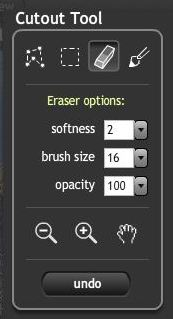 Cutout Tool
Eraser options:
softness 2
brush size 16
opacity 100
undo